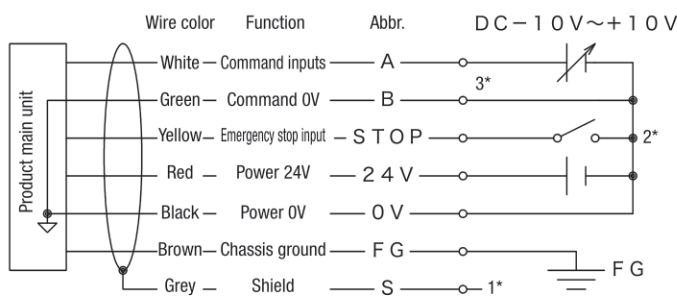 Wire color Function Abbr. DC－10V～＋10V
White Command inputs A
3*
Green Command 0V B
Yellow Emergency stop input STOP 2*
Red Power 24V 24V
Black Power 0V 0V
Brown Chassis ground FG FG
Grey Shield S 1*
Product main unit